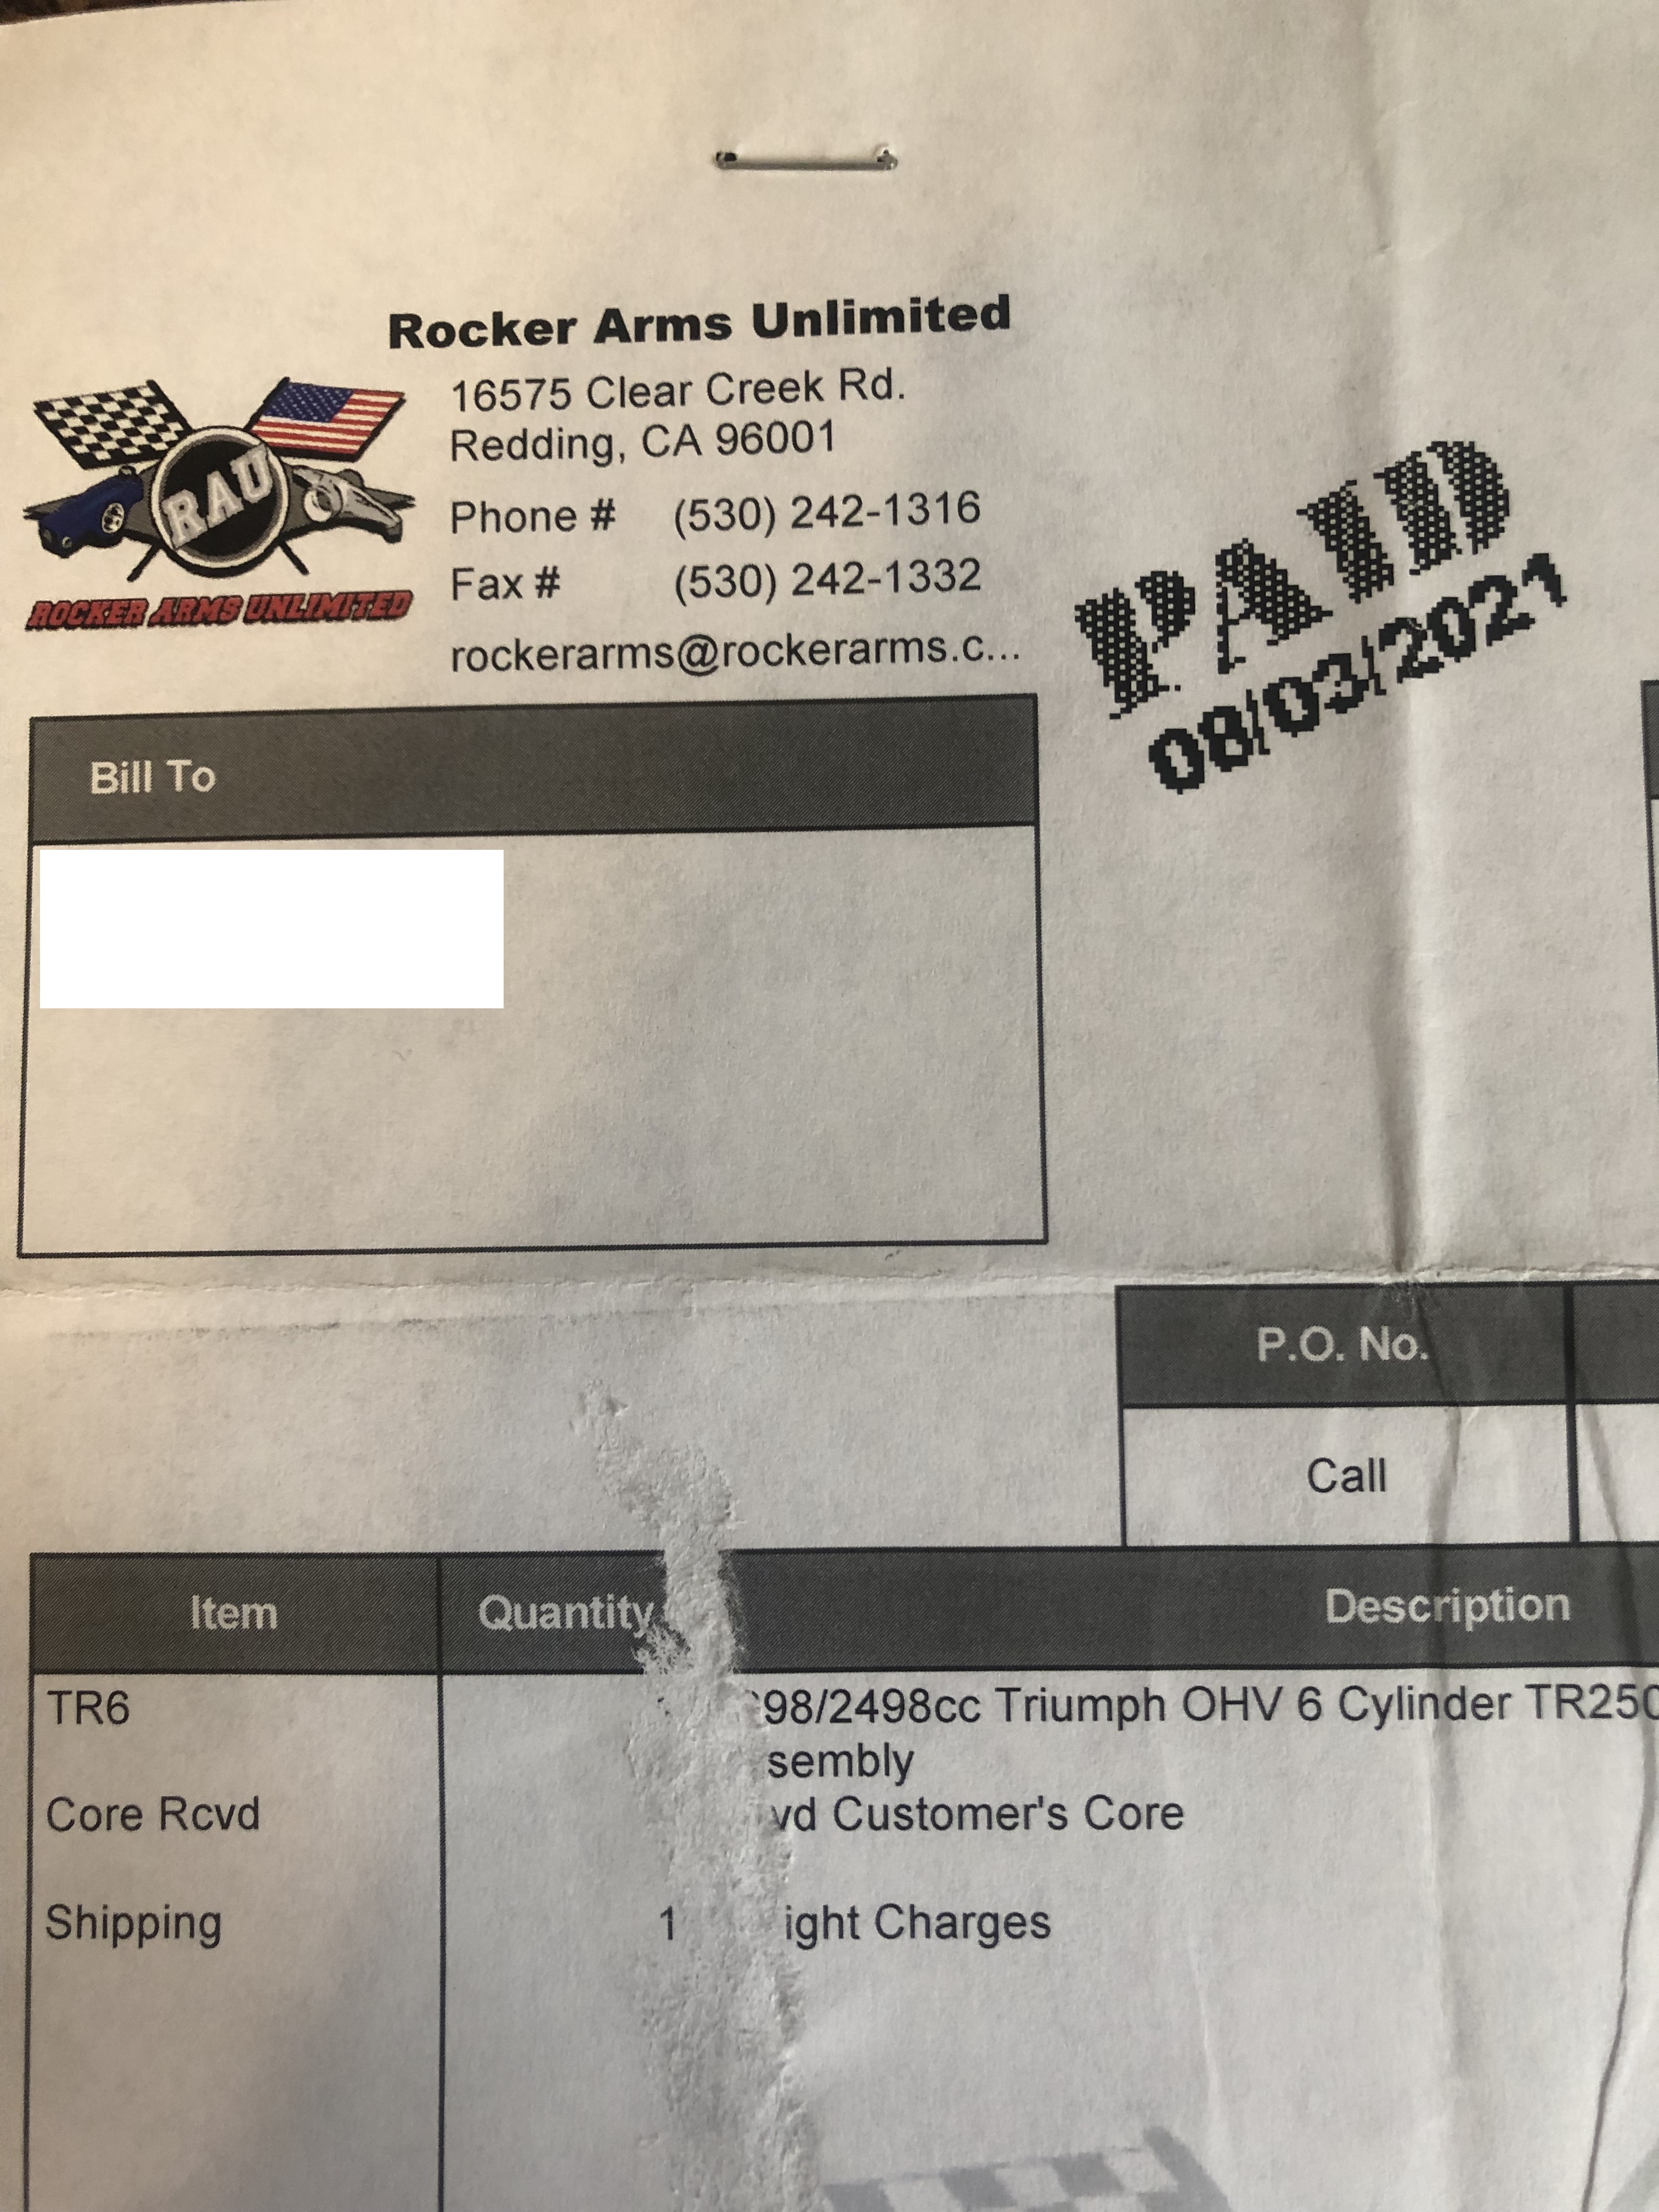 Rocker Arms Unlimited
16575 Clear Creek Rd.
Redding, CA 96001
Phone # (530) 242-1316
Fax # (530) 242-1332
rockerarms@rockerarms.c...
RAU
ROCKER ARMS UNLIMITED
PAID
08/03/2021
Bill To
P.O. No.
Call
Item Quantity Description
TR6 98/2498cc Triumph OHV 6 Cylinder TR250
sembly
Core Rcvd vd Customer's Core
Shipping 1 ight Charges